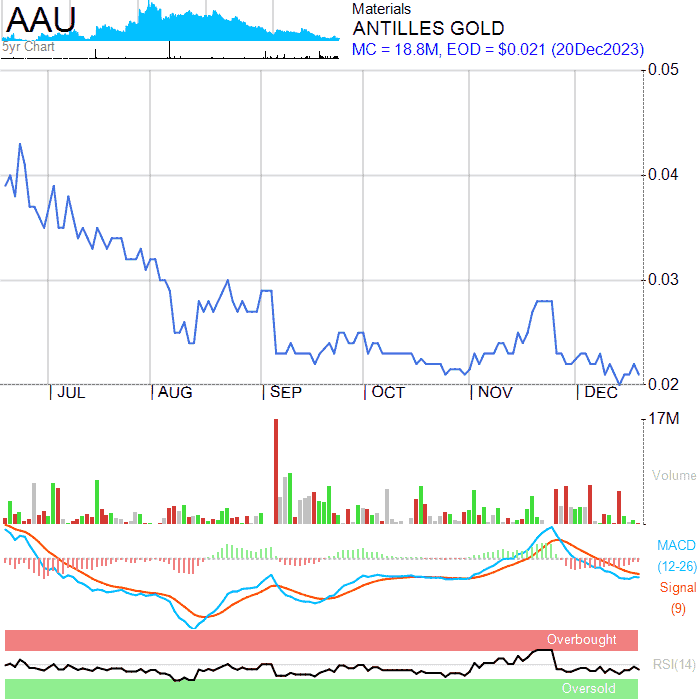 AAU
5yr Chart
Materials
ANTILLES GOLD
MC = 18.8M, EOD = $0.021 (20Dec2023)
0.05
0.04
0.03
0.02
JUL AUG SEP OCT NOV DEC
17M
Volume
MACD
(12-26)
Signal
(9)
Overbought
RSI(14)
Oversold